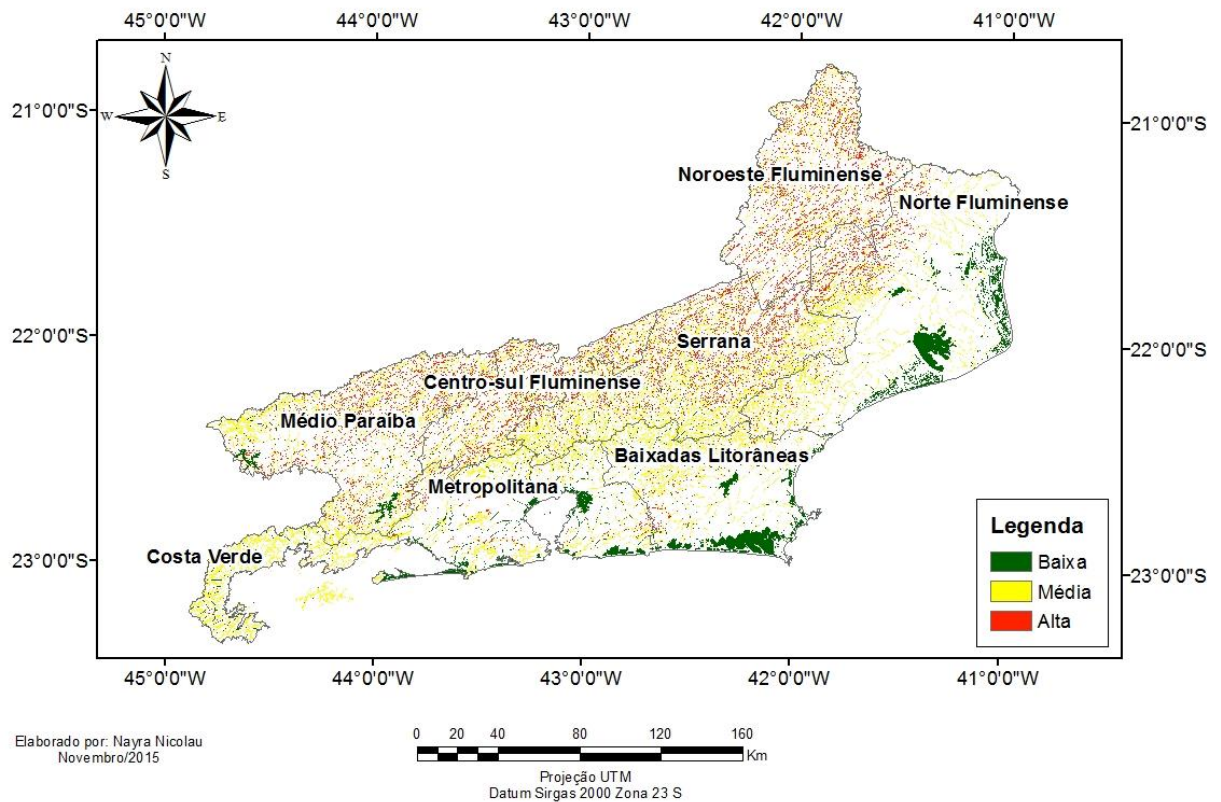 45°0'0"W 44°0'0"W 43°0'0"W 42°0'0"W 41°0'0"W
N
W E
S
21°0'0"S 21°0'0"S
Noroeste Fluminense
Norte Fluminense
22°0'0"S 22°0'0"S
Serrana
Centro-sul Fluminense
Médio Paraíba
Baixadas Litorâneas
Metropolitana
Costa Verde
23°0'0"S 23°0'0"S
Legenda
Baixa
Média
Alta
45°0'0"W 44°0'0"W 43°0'0"W 42°0'0"W 41°0'0"W
Elaborado por: Nayra Nicolau
Novembro/2015
0 20 40 80 120 160
Km
Projeção UTM
Datum Sirgas 2000 Zona 23 S